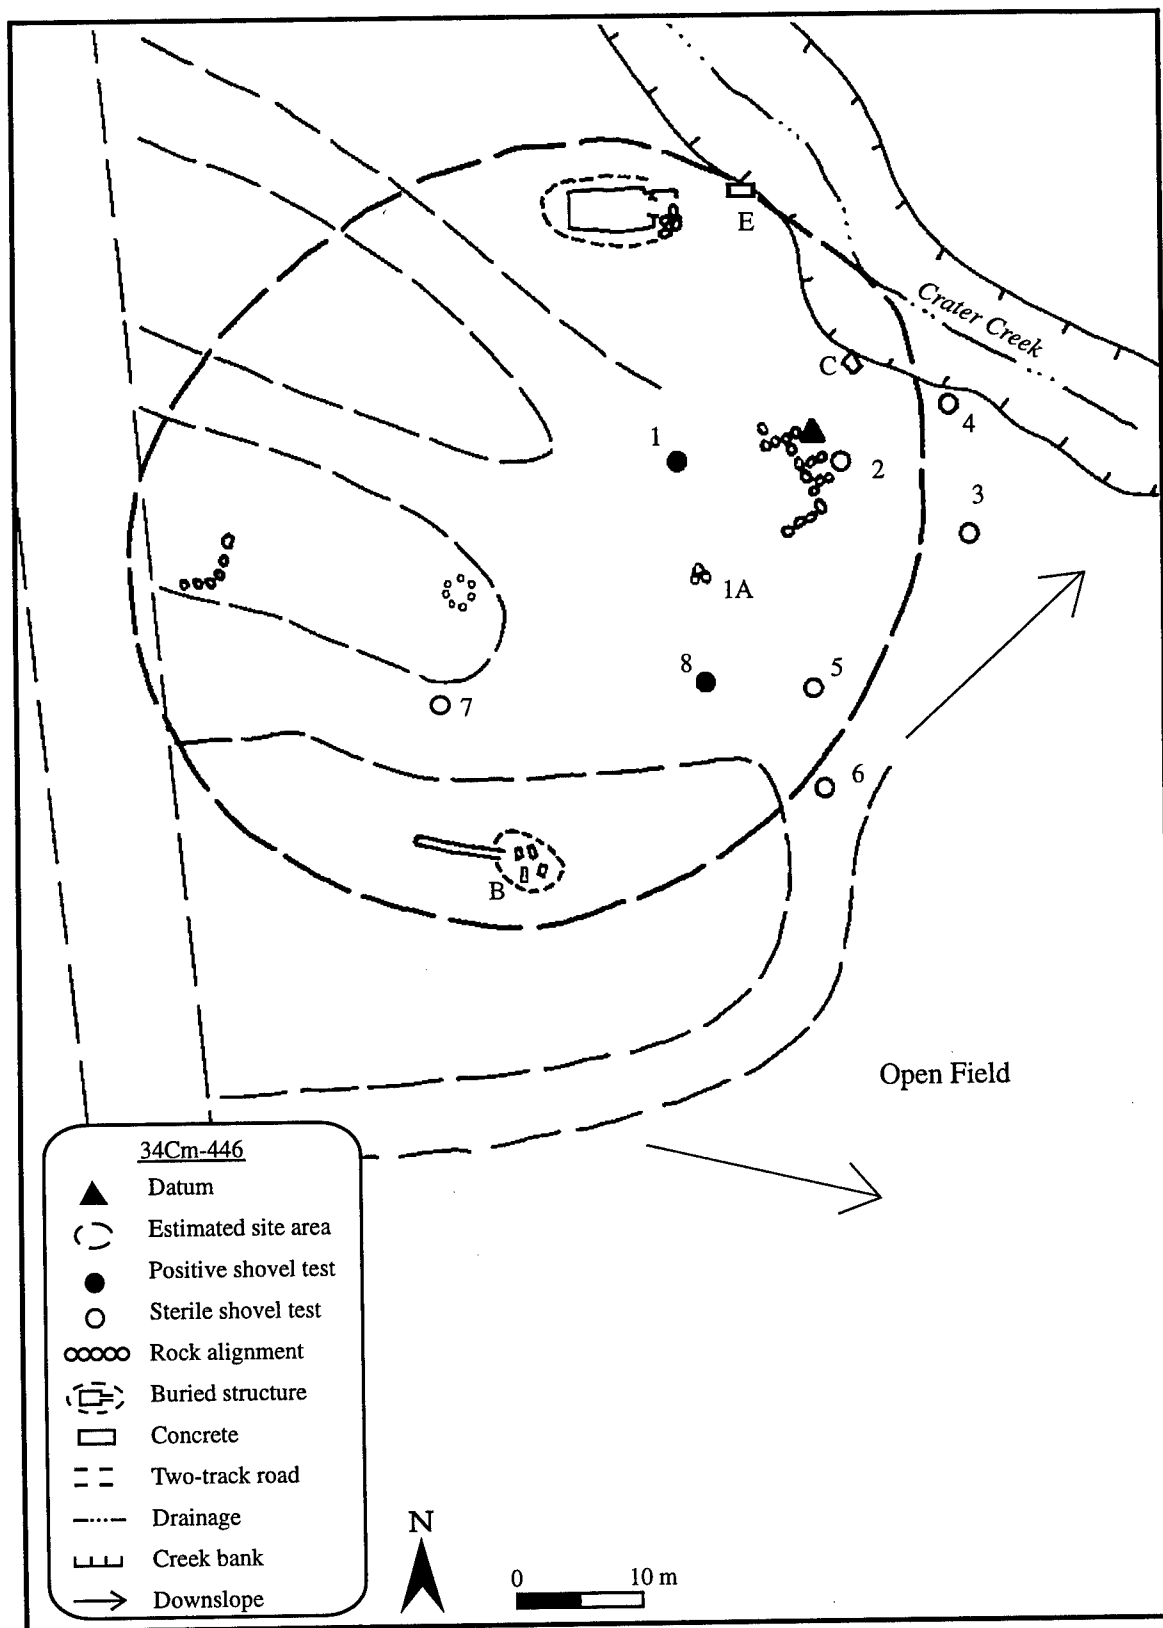 E
Crater Creek
C
4
1
2
3
1A
8
5
7
6
B
Open Field
34Cm-446
Datum
Estimated site area
Positive shovel test
Sterile shovel test
Rock alignment
Buried structure
Concrete
Two-track road
Drainage
Creek bank
Downslope
N
0 10 m